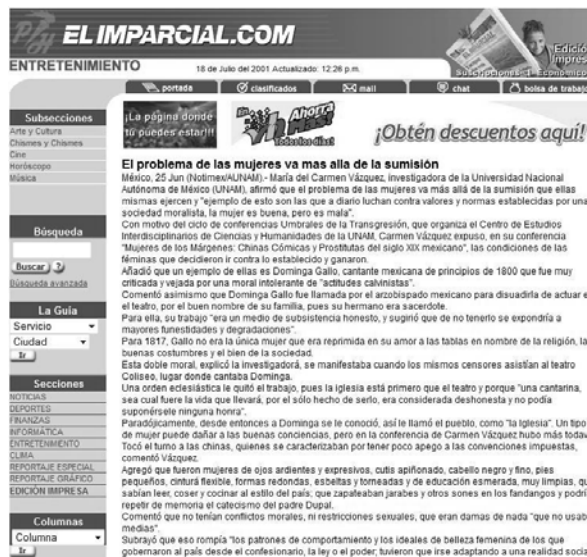 EL IMPARCIAL.COM
Edición
Impresa
Suscripciones - E. Económico
ENTRETENIMIENTO
18 de Julio del 2001 Actualizado: 12:26 p.m.
portada
clasificados
mail
chat
bolsa de trabajo
Subsecciones
Arte y Cultura
Chismes y Chismes
Cine
Horóscopo
Música
Búsqueda
Buscar ?
Búsqueda avanzada
La Guía
Servicio
Ciudad
Ir
Secciones
NOTICIAS
DEPORTES
FINANZAS
INFORMÁTICA
ENTRETENIMIENTO
CLIMA
REPORTAJE ESPECIAL
REPORTAJE GRÁFICO
EDICIÓN IMPRESA
Columnas
Columna
Ir
¡La página donde
tú puedes estar!!!
Ahorra
Todos los días!
¡Obtén descuentos aquí!
El problema de las mujeres va mas alla de la sumisión
México, 25 Jun (Notimex/AUNAM).- María del Carmen Vázquez, investigadora de la Universidad Nacional
Autónoma de México (UNAM), afirmó que el problema de las mujeres va más allá de la sumisión que ellas
mismas ejercen y "ejemplo de esto son las que a diario luchan contra valores y normas establecidas por una
sociedad moralista, la mujer es buena, pero es mala".
Con motivo del ciclo de conferencias Umbrales de la Transgresión, que organiza el Centro de Estudios
Interdisciplinarios de Ciencias y Humanidades de la UNAM, Carmen Vázquez expuso, en su conferencia
"Mujeres de los Márgenes: Chinas Cómicas y Prostitutas del siglo XIX mexicano", las condiciones de las
féminas que decidieron ir contra lo establecido y ganaron.
Añadió que un ejemplo de ellas es Dominga Gallo, cantante mexicana de principios de 1800 que fue muy
criticada y vejada por una moral intolerante de "actitudes calvinistas".
Comentó asimismo que Dominga Gallo fue llamada por el arzobispado mexicano para disuadirla de actuar e
el teatro, por el buen nombre de su familia, pues su hermano era sacerdote.
Para ella, su trabajo "era un medio de subsistencia honesto, y sugirió que de no tenerlo se expondría a
mayores funestidades y degradaciones".
Para 1817, Gallo no era la única mujer que era reprimida en su amor a las tablas en nombre de la religión, la
buenas costumbres y el bien de la sociedad.
Esta doble moral, explicó la investigadora, se manifestaba cuando los mismos censores asistían al teatro
Coliseo, lugar donde cantaba Dominga.
Una orden eclesiástica le quitó el trabajo, pues la iglesia está primero que el teatro y porque "una cantarina,
sea cual fuere la vida que llevará, por el sólo hecho de serlo, era considerada deshonesta y no podía
suponérsele ninguna honra".
Paradójicamente, desde entonces a Dominga se le conoció, así le llamó el pueblo, como "la Iglesia". Un tipo
de mujer puede dañar a las buenas conciencias, pero en la conferencia de Carmen Vázquez hubo más todav
Tocó el turno a las chinas, quienes se caracterizaban por tener poco apego a las convenciones impuestas,
comentó Vázquez.
Agregó que fueron mujeres de ojos ardientes y expresivos, cutis apiñonado, cabello negro y fino, pies
pequeños, cintura flexible, formas redondas, esbeltas y torneadas y de educación esmerada, muy limpias, qu
sabían leer, coser y cocinar al estilo del país; que zapateaban jarabes y otros sones en los fandangos y podrí
repetir de memoria el catecismo del padre Dupal.
Comentó que no tenían conflictos morales, ni restricciones sexuales, que eran damas de nada "que no usab
medias".
Subrayó que eso rompía "los patrones de comportamiento y los ideales de belleza femenino de los que
gobernaron al país desde el confesionario, la ley o el poder; tuvieron que irse adaptando a una realidad soci